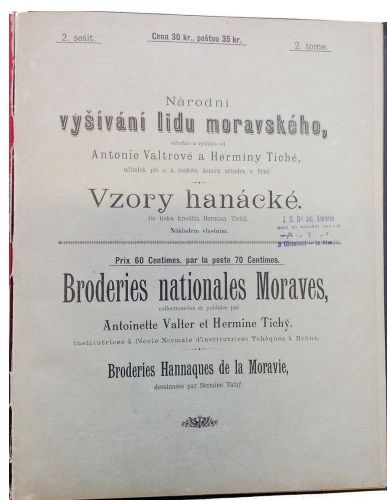 2. sešit.
Cena 30 kr., poštou 35 kr.
2. tome.
Národní
vyšívání lidu moravského,
sebráno a vydáno od
Antonie Valtrové a Herminy Tiché,
učitelek při c. k. českém ústavu učitelek v Brně.
Vzory hanácké.
Do tisku kreslila Hermina Tichá.
Nákladem vlastním.
Prix 60 Centimes, par la poste 70 Centimes.
Broderies nationales Moraves,
collectionnées et publiées par
Antoinette Valter et Hermine Tichý,
institutrices à l'école Normale d'institutrices Tchèques à Brünn.
Broderies Hannaques de la Moravie,
dessinnées par Hermine Tichý.